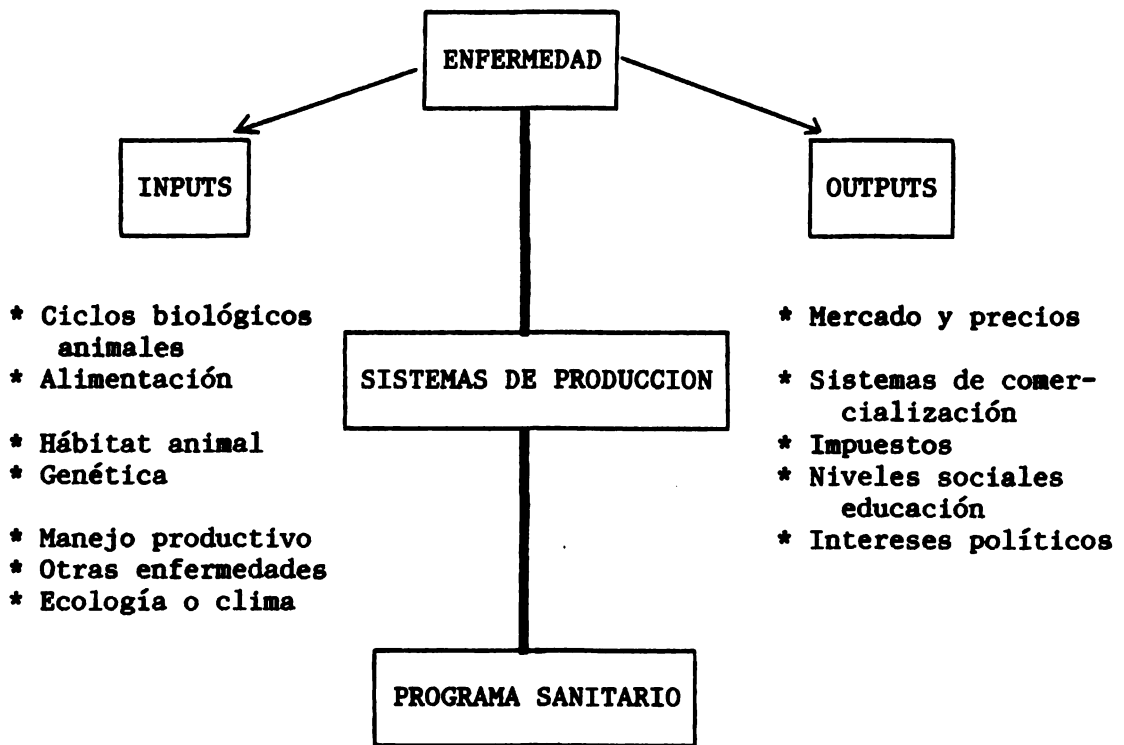 ENFERMEDAD
INPUTS
OUTPUTS
* Ciclos biológicos
animales
* Alimentación
* Hábitat animal
* Genética
* Manejo productivo
* Otras enfermedades
* Ecología o clima
SISTEMAS DE PRODUCCION
* Mercado y precios
* Sistemas de comer-
cialización
* Impuestos
* Niveles sociales
educación
* Intereses políticos
PROGRAMA SANITARIO